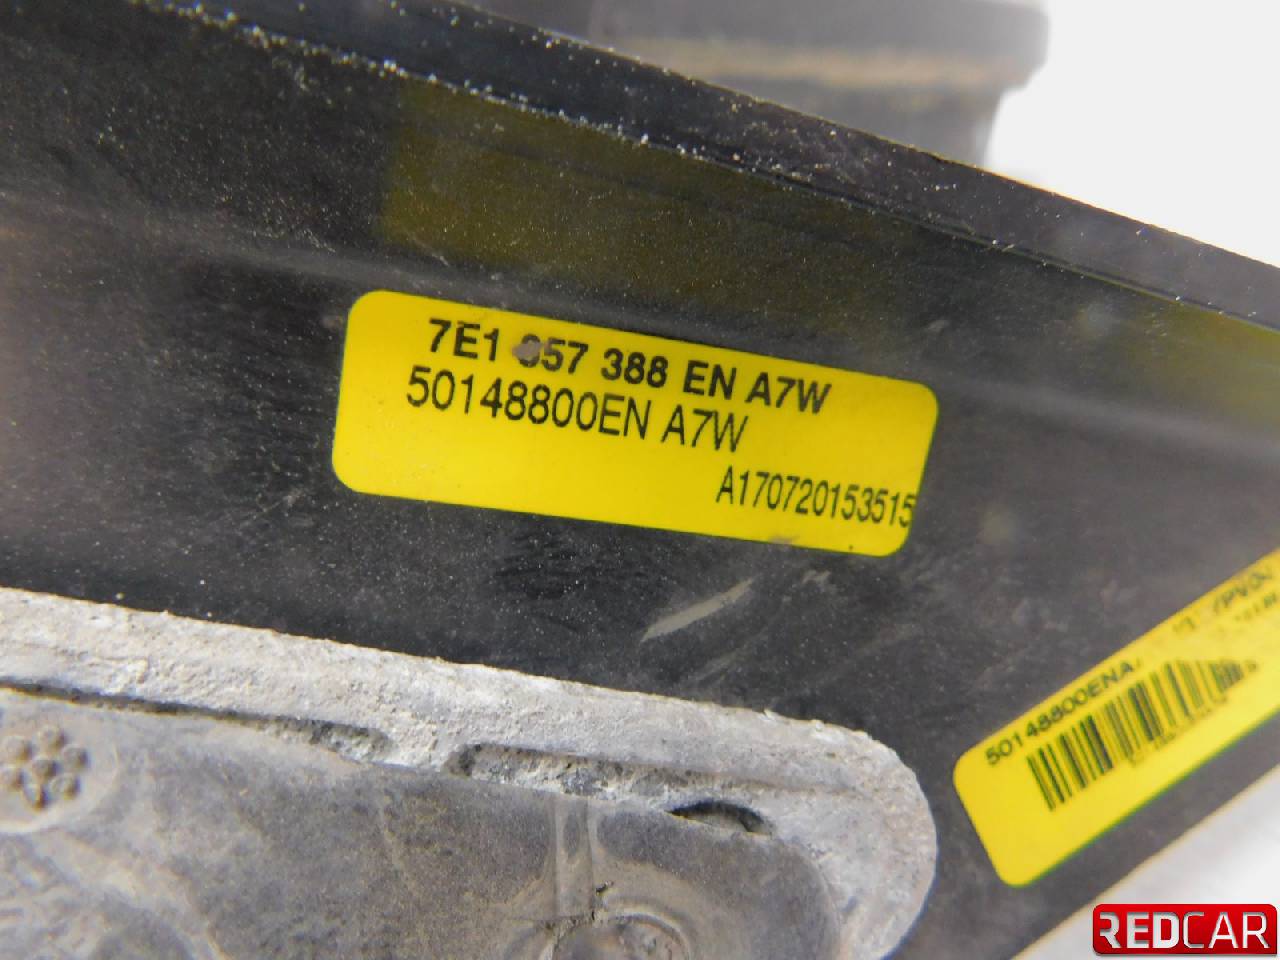 7E1 857 388 EN A7W
50148800EN A7W
A170720153515
50148800ENA
REDCAR